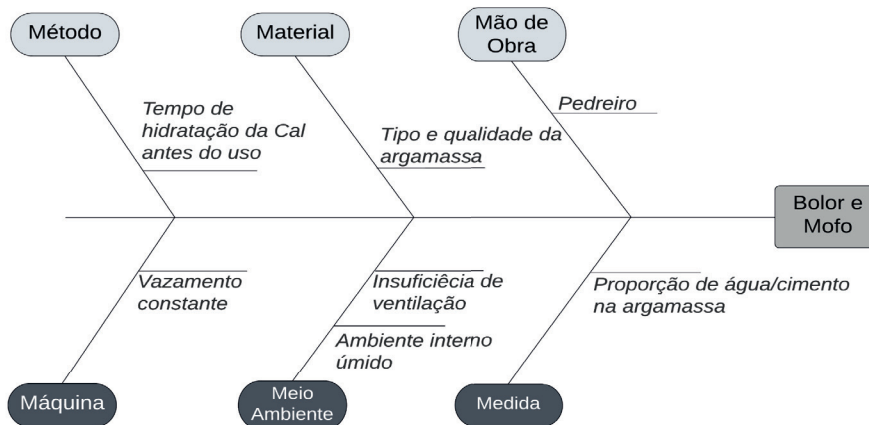 Método
Material
Mão de
Obra
Tempo de
hidratação da Cal
antes do uso
Tipo e qualidade da
argamassa
Pedreiro
Bolor e
Mofo
Vazamento
constante
Insuficiêcia de
ventilação
Ambiente interno
úmido
Proporção de água/cimento
na argamassa
Máquina
Meio
Ambiente
Medida